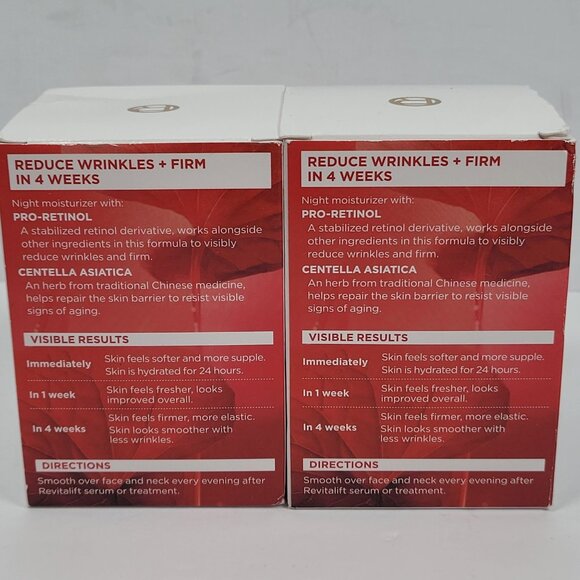 REDUCE WRINKLES + FIRM
IN 4 WEEKS
Night moisturizer with:
PRO-RETINOL
A stabilized retinol derivative, works alongside
other ingredients in this formula to visibly
reduce wrinkles and firm.
CENTELLA ASIATICA
An herb from traditional Chinese medicine,
helps repair the skin barrier to resist visible
signs of aging.
VISIBLE RESULTS
Immediately Skin feels softer and more supple.
Skin is hydrated for 24 hours.
In 1 week Skin feels fresher, looks
improved overall.
In 4 weeks Skin feels firmer, more elastic.
Skin looks smoother with
less wrinkles.
DIRECTIONS
Smooth over face and neck every evening after
Revitalift serum or treatment.
REDUCE WRINKLES + FIRM
IN 4 WEEKS
Night moisturizer with:
PRO-RETINOL
A stabilized retinol derivative, works alongside
other ingredients in this formula to visibly
reduce wrinkles and firm.
CENTELLA ASIATICA
An herb from traditional Chinese medicine,
helps repair the skin barrier to resist visible
signs of aging.
VISIBLE RESULTS
Immediately Skin feels softer and more supple.
Skin is hydrated for 24 hours.
In 1 week Skin feels fresher, looks
improved overall.
In 4 weeks Skin feels firmer, more elastic.
Skin looks smoother with
less wrinkles.
DIRECTIONS
Smooth over face and neck every evening after
Revitalift serum or treatment.